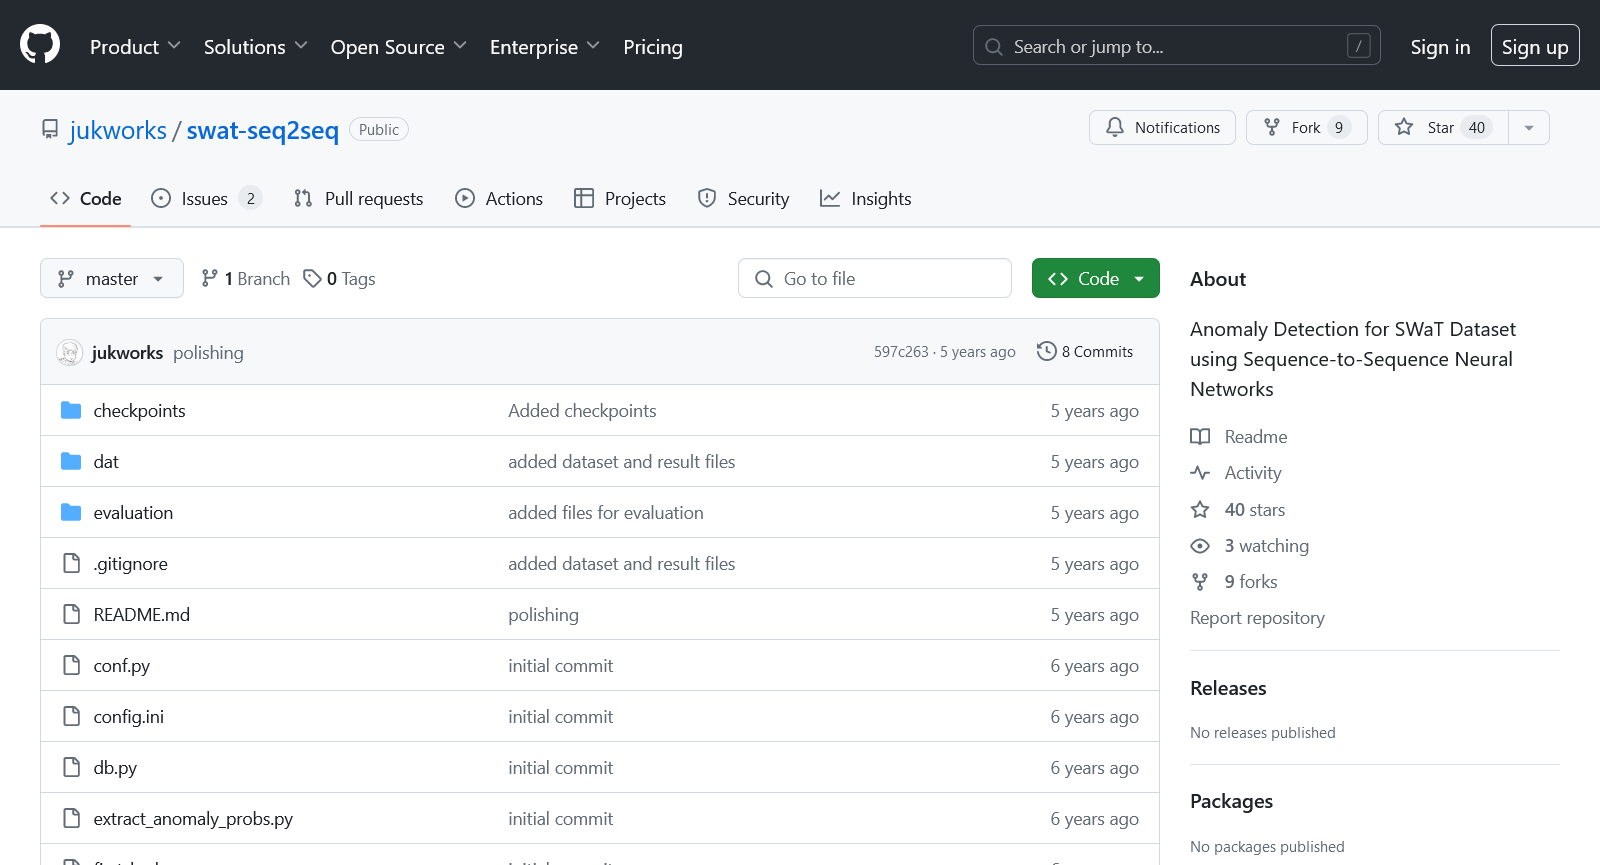 Product Solutions Open Source Enterprise Pricing Search or jump to... / Sign in Sign up
jukworks / swat-seq2seq Public Notifications Fork 9 Star 40
Code Issues 2 Pull requests Actions Projects Security Insights
master 1 Branch 0 Tags Go to file Code
jukworks polishing 597c263 · 5 years ago 8 Commits
checkpoints Added checkpoints 5 years ago
dat added dataset and result files 5 years ago
evaluation added files for evaluation 5 years ago
.gitignore added dataset and result files 5 years ago
README.md polishing 5 years ago
conf.py initial commit 6 years ago
config.ini initial commit 6 years ago
db.py initial commit 6 years ago
extract_anomaly_probs.py initial commit 6 years ago
About
Anomaly Detection for SWaT Dataset
using Sequence-to-Sequence Neural
Networks
Readme
Activity
40 stars
3 watching
9 forks
Report repository
Releases
No releases published
Packages
No packages published